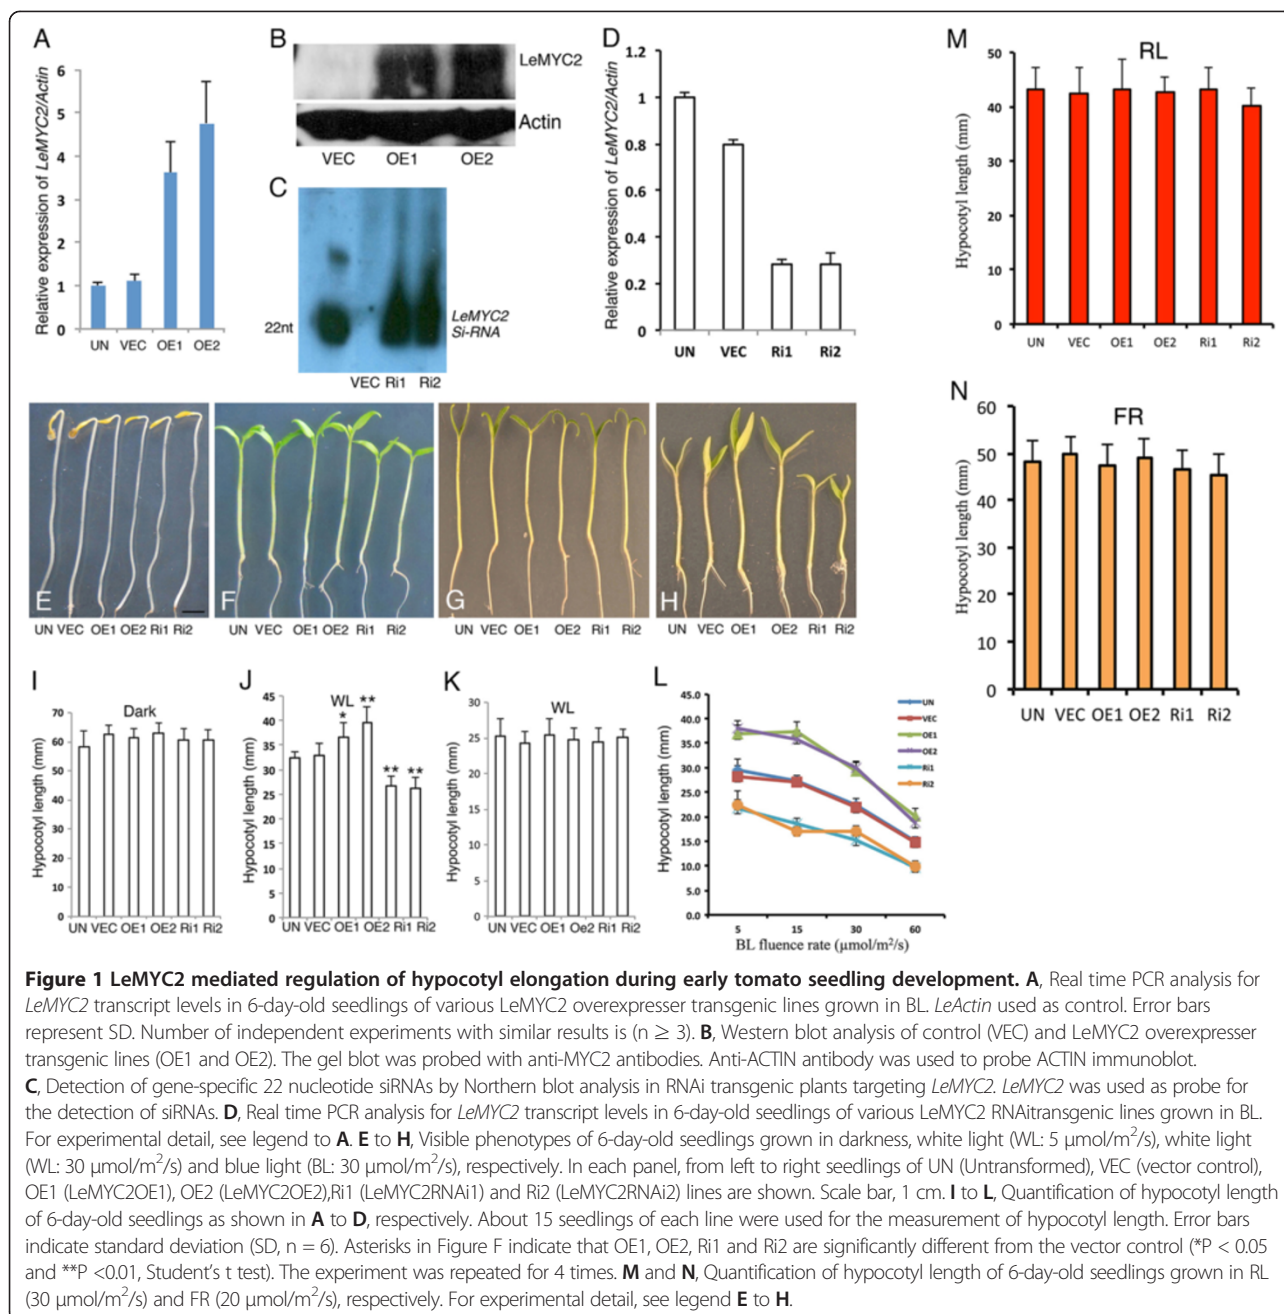 A
Relative expression of LeMYC2/Actin
6
5
4
3
2
1
0
UN VEC OE1 OE2
B
LeMYC2
Actin
VEC OE1 OE2
C
22nt
LeMYC2
Si-RNA
VEC Ri1 Ri2
D
Relative expression of LeMYC2/Actin
1.2
1
0.8
0.6
0.4
0.2
0
UN VEC Ri1 Ri2
M
RL
Hypocotyl length (mm)
50
40
30
20
10
0
UN VEC OE1 OE2 Ri1 Ri2
N
FR
Hypocotyl length (mm)
60
50
40
30
20
10
0
UN VEC OE1 OE2 Ri1 Ri2
E
UN VEC OE1 OE2 Ri1 Ri2
F
UN VEC OE1 OE2 Ri1 Ri2
G
UN VEC OE1 OE2 Ri1 Ri2
H
UN VEC OE1 OE2 Ri1 Ri2
I
Dark
Hypocotyl length (mm)
70
60
50
40
30
20
10
0
UN VEC OE1 OE2 Ri1 Ri2
J
WL
* ** ** **
Hypocotyl length (mm)
45
40
35
30
25
20
15
10
5
0
UN VEC OE1 OE2 Ri1 Ri2
K
WL
Hypocotyl length (mm)
30
25
20
15
10
5
0
UN VEC OE1 Oe2 Ri1 Ri2
L
Hypocotyl length (mm)
45.0
40.0
35.0
30.0
25.0
20.0
15.0
10.0
5.0
0.0
5 15 30 60
BL fluence rate (µmol/m²/s)
UN
VEC
OE1
OE2
Ri1
Ri2
Figure 1 LeMYC2 mediated regulation of hypocotyl elongation during early tomato seedling development. A, Real time PCR analysis for
LeMYC2 transcript levels in 6-day-old seedlings of various LeMYC2 overexpresser transgenic lines grown in BL. LeActin used as control. Error bars
represent SD. Number of independent experiments with similar results is (n ≥ 3). B, Western blot analysis of control (VEC) and LeMYC2 overexpresser
transgenic lines (OE1 and OE2). The gel blot was probed with anti-MYC2 antibodies. Anti-ACTIN antibody was used to probe ACTIN immunoblot.
C, Detection of gene-specific 22 nucleotide siRNAs by Northern blot analysis in RNAi transgenic plants targeting LeMYC2. LeMYC2 was used as probe for
the detection of siRNAs. D, Real time PCR analysis for LeMYC2 transcript levels in 6-day-old seedlings of various LeMYC2 RNAitransgenic lines grown in BL.
For experimental detail, see legend to A. E to H, Visible phenotypes of 6-day-old seedlings grown in darkness, white light (WL: 5 µmol/m²/s), white light
(WL: 30 µmol/m²/s) and blue light (BL: 30 µmol/m²/s), respectively. In each panel, from left to right seedlings of UN (Untransformed), VEC (vector control),
OE1 (LeMYC2OE1), OE2 (LeMYC2OE2),Ri1 (LeMYC2RNAi1) and Ri2 (LeMYC2RNAi2) lines are shown. Scale bar, 1 cm. I to L, Quantification of hypocotyl length
of 6-day-old seedlings as shown in A to D, respectively. About 15 seedlings of each line were used for the measurement of hypocotyl length. Error bars
indicate standard deviation (SD, n = 6). Asterisks in Figure F indicate that OE1, OE2, Ri1 and Ri2 are significantly different from the vector control (*P < 0.05
and **P <0.01, Student's t test). The experiment was repeated for 4 times. M and N, Quantification of hypocotyl length of 6-day-old seedlings grown in RL
(30 µmol/m²/s) and FR (20 µmol/m²/s), respectively. For experimental detail, see legend E to H.